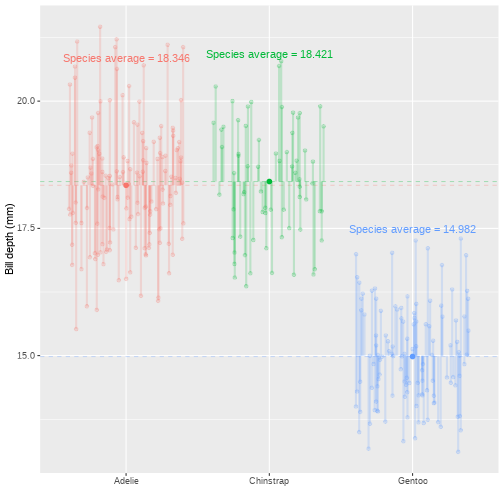 Species average = 18.346
Species average = 18.421
Species average = 14.982
Bill depth (mm)
20.0
17.5
15.0
Adelie
Chinstrap
Gentoo